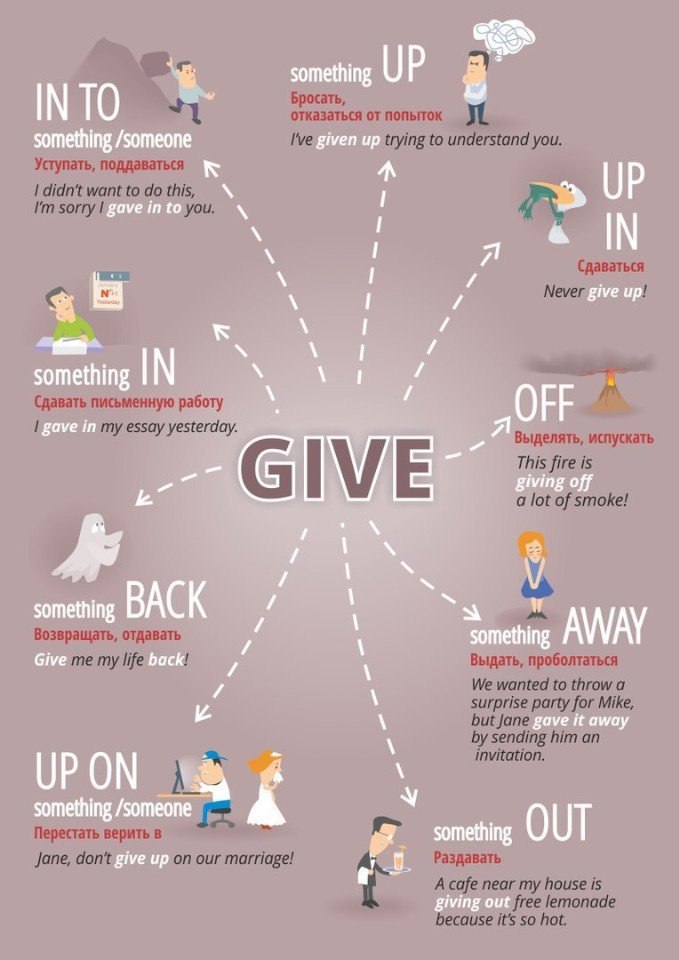 IN TO
something /someone
Уступать, поддаваться
I didn't want to do this,
I'm sorry I gave in to you.
something UP
Бросать,
отказаться от попыток
I've given up trying to understand you.
UP
IN
Сдаваться
Never give up!
Nº1
Yesterday
something IN
Сдавать письменную работу
I gave in my essay yesterday.
OFF
Выделять, испускать
This fire is
giving off
a lot of smoke!
GIVE
something BACK
Возвращать, отдавать
Give me my life back!
something AWAY
Выдать, проболтаться
We wanted to throw a
surprise party for Mike,
but Jane gave it away
by sending him an
invitation.
UP ON
something /someone
Перестать верить в
Jane, don't give up on our marriage!
something OUT
Раздавать
A cafe near my house is
giving out free lemonade
because it's so hot.